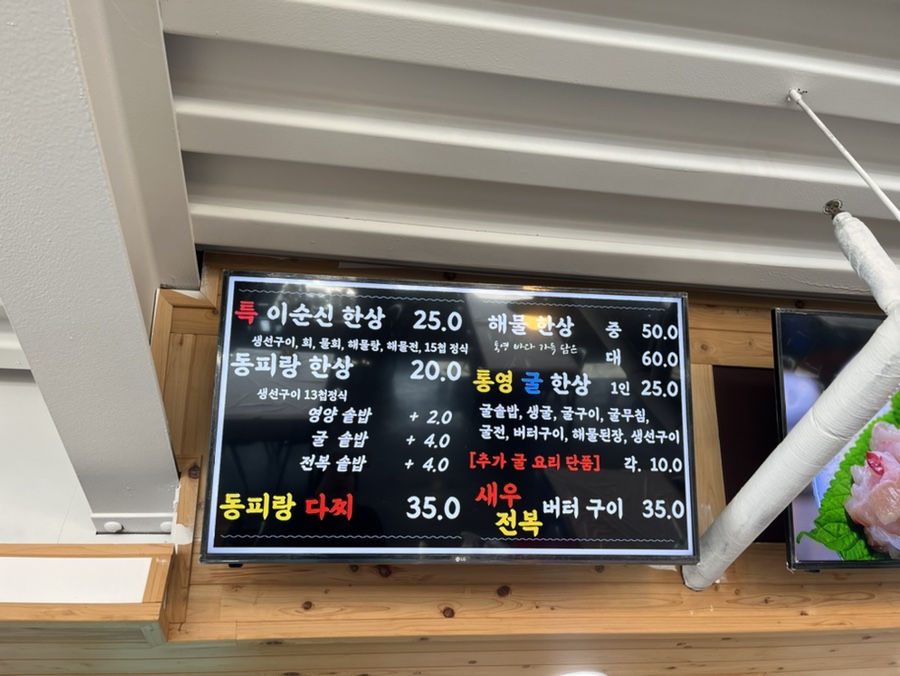 특 이순신 한상 25.0
생선구이, 회, 물회, 해물탕, 해물전, 15첩 정식
동피랑 한상 20.0
생선구이 13첩정식
영양 솥밥 + 2.0
굴 솥밥 + 4.0
전복 솥밥 + 4.0
동피랑 다찌 35.0
해물 한상 중 50.0
통영 바다 가득 담은
대 60.0
통영 굴 한상 1인 25.0
굴솥밥, 생굴, 굴구이, 굴무침,
굴전, 버터구이, 해물된장, 생선구이
[추가 굴 요리 단품] 각. 10.0
새우 전복 버터 구이 35.0
LG